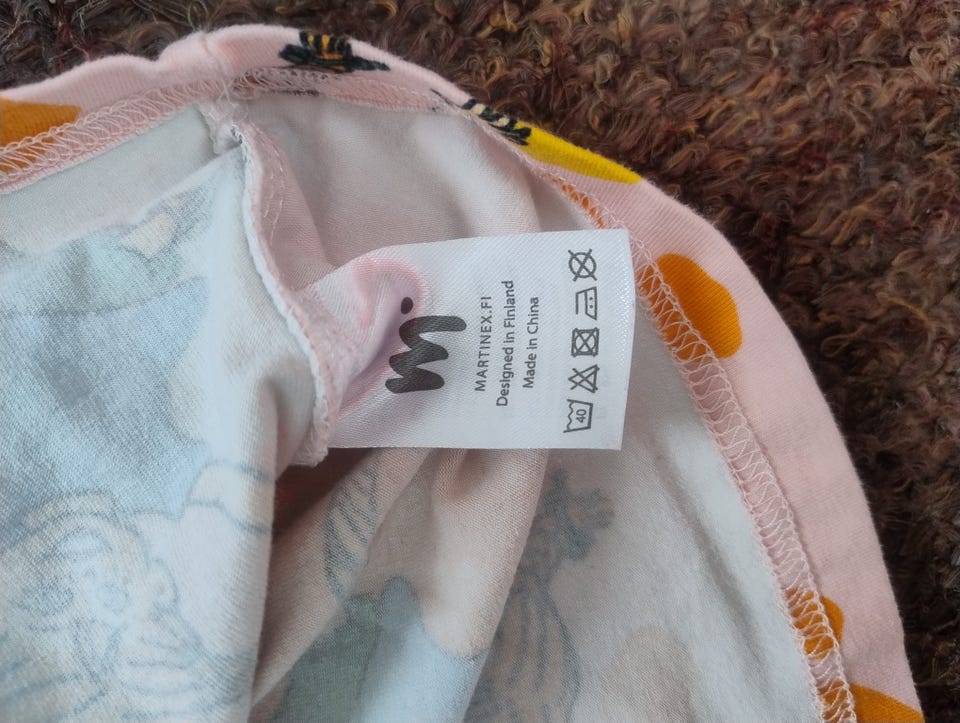 m.
MARTINEX.FI
Designed in Finland
Made in China
40